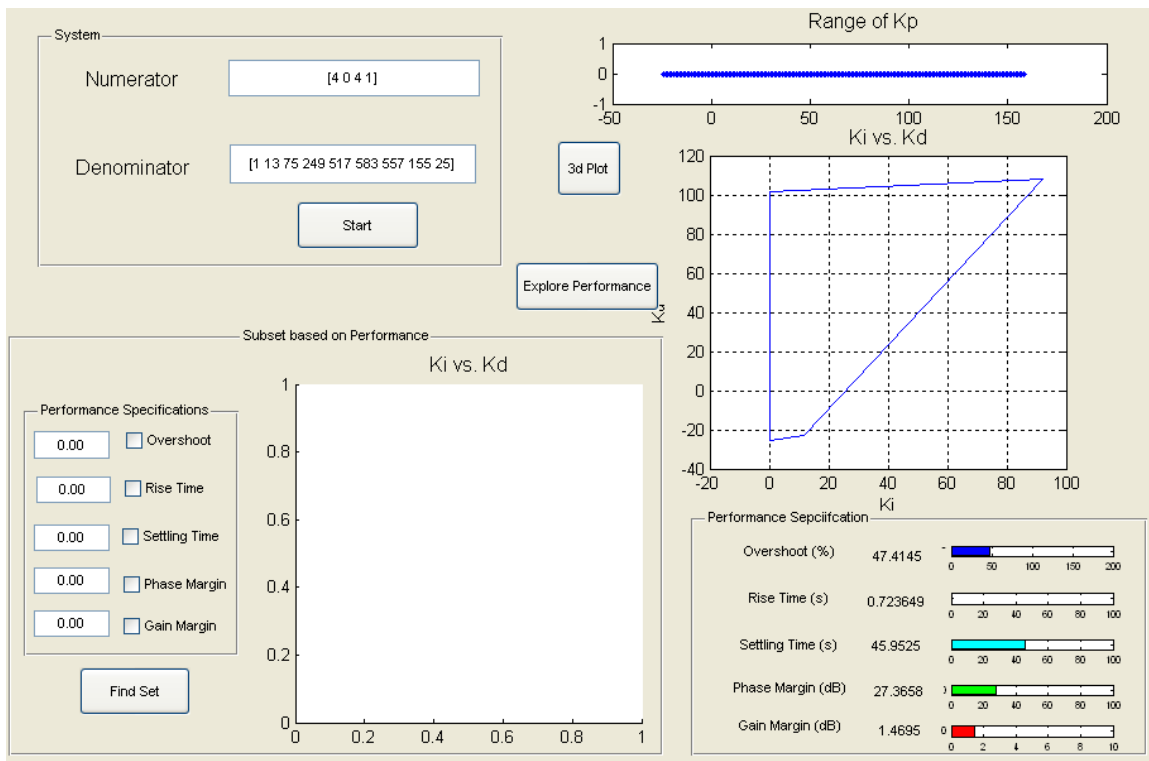 System
Numerator
[4 0 4 1]
Denominator
[1 13 75 249 517 583 557 155 25]
Start
3d Plot
Explore Performance
Range of Kp
1
0
-1
-50 0 50 100 150 200
Ki vs. Kd
120
100
80
60
40
20
0
-20
-40
-20 0 20 40 60 80 100
Ki
Subset based on Performance
Ki vs. Kd
Performance Specifications
0.00 Overshoot
0.00 Rise Time
0.00 Settling Time
0.00 Phase Margin
0.00 Gain Margin
Find Set
1
0.8
0.6
0.4
0.2
0
0 0.2 0.4 0.6 0.8 1
Performance Sepciifcation
Overshoot (%) 47.4145
0 50 100 150 200
Rise Time (s) 0.723649
0 20 40 60 80 100
Settling Time (s) 45.9525
0 20 40 60 80 100
Phase Margin (dB) 27.3658
0 20 40 60 80 100
Gain Margin (dB) 1.4695 0
0 2 4 6 8 10